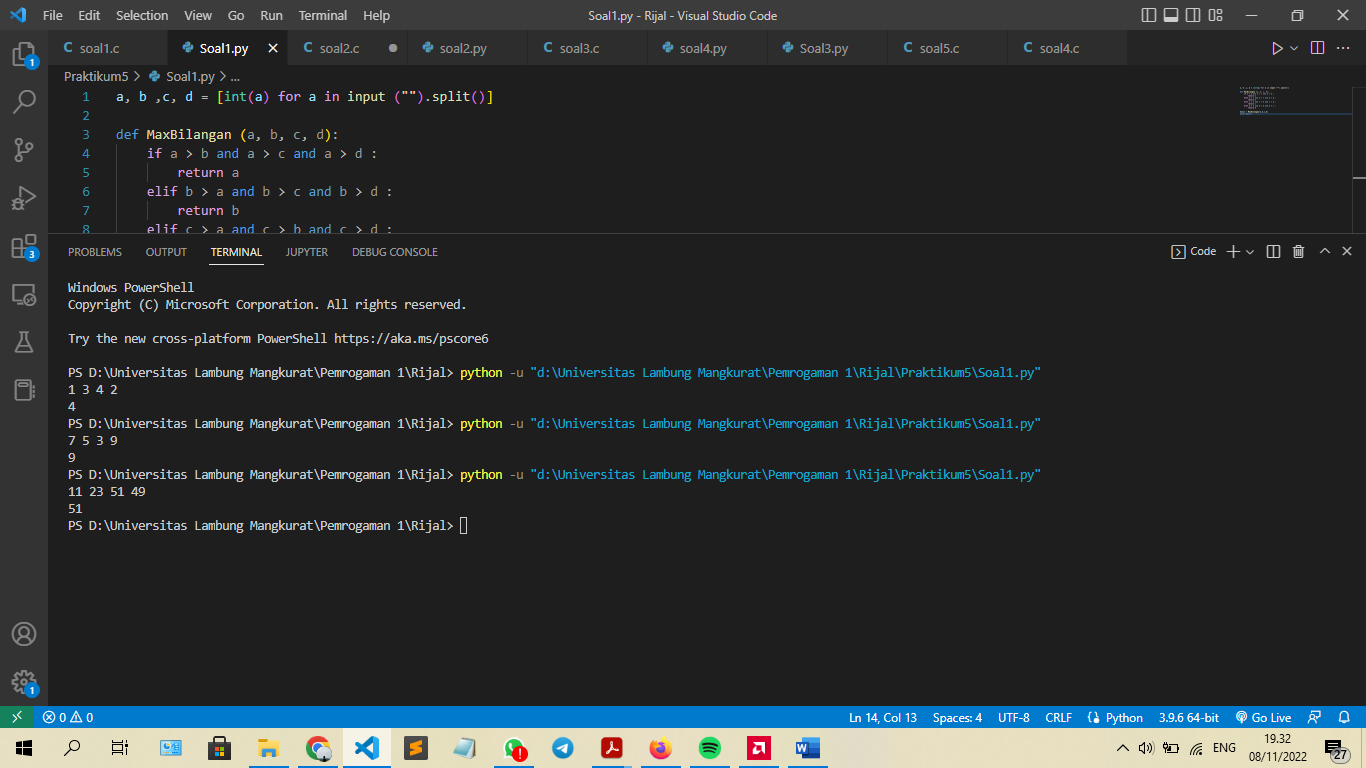 File Edit Selection View Go Run Terminal Help Soal1.py - Rijal - Visual Studio Code
soal1.c Soal1.py soal2.c soal2.py soal3.c soal4.py Soal3.py soal5.c soal4.c
Praktikum5 > Soal1.py > ...
1 a, b ,c, d = [int(a) for a in input ("").split()]
2
3 def MaxBilangan (a, b, c, d):
4 if a > b and a > c and a > d :
5 return a
6 elif b > a and b > c and b > d :
7 return b
8 elif c > a and c > b and c > d :
PROBLEMS OUTPUT TERMINAL JUPYTER DEBUG CONSOLE Code
Windows PowerShell
Copyright (C) Microsoft Corporation. All rights reserved.
Try the new cross-platform PowerShell https://aka.ms/pscore6
PS D:\Universitas Lambung Mangkurat\Pemrogaman 1\Rijal> python -u "d:\Universitas Lambung Mangkurat\Pemrogaman 1\Rijal\Praktikum5\Soal1.py"
1 3 4 2
4
PS D:\Universitas Lambung Mangkurat\Pemrogaman 1\Rijal> python -u "d:\Universitas Lambung Mangkurat\Pemrogaman 1\Rijal\Praktikum5\Soal1.py"
7 5 3 9
9
PS D:\Universitas Lambung Mangkurat\Pemrogaman 1\Rijal> python -u "d:\Universitas Lambung Mangkurat\Pemrogaman 1\Rijal\Praktikum5\Soal1.py"
11 23 51 49
51
PS D:\Universitas Lambung Mangkurat\Pemrogaman 1\Rijal>
1
3
1
0 0 Ln 14, Col 13 Spaces: 4 UTF-8 CRLF Python 3.9.6 64-bit Go Live
ENG 19.32
08/11/2022 27